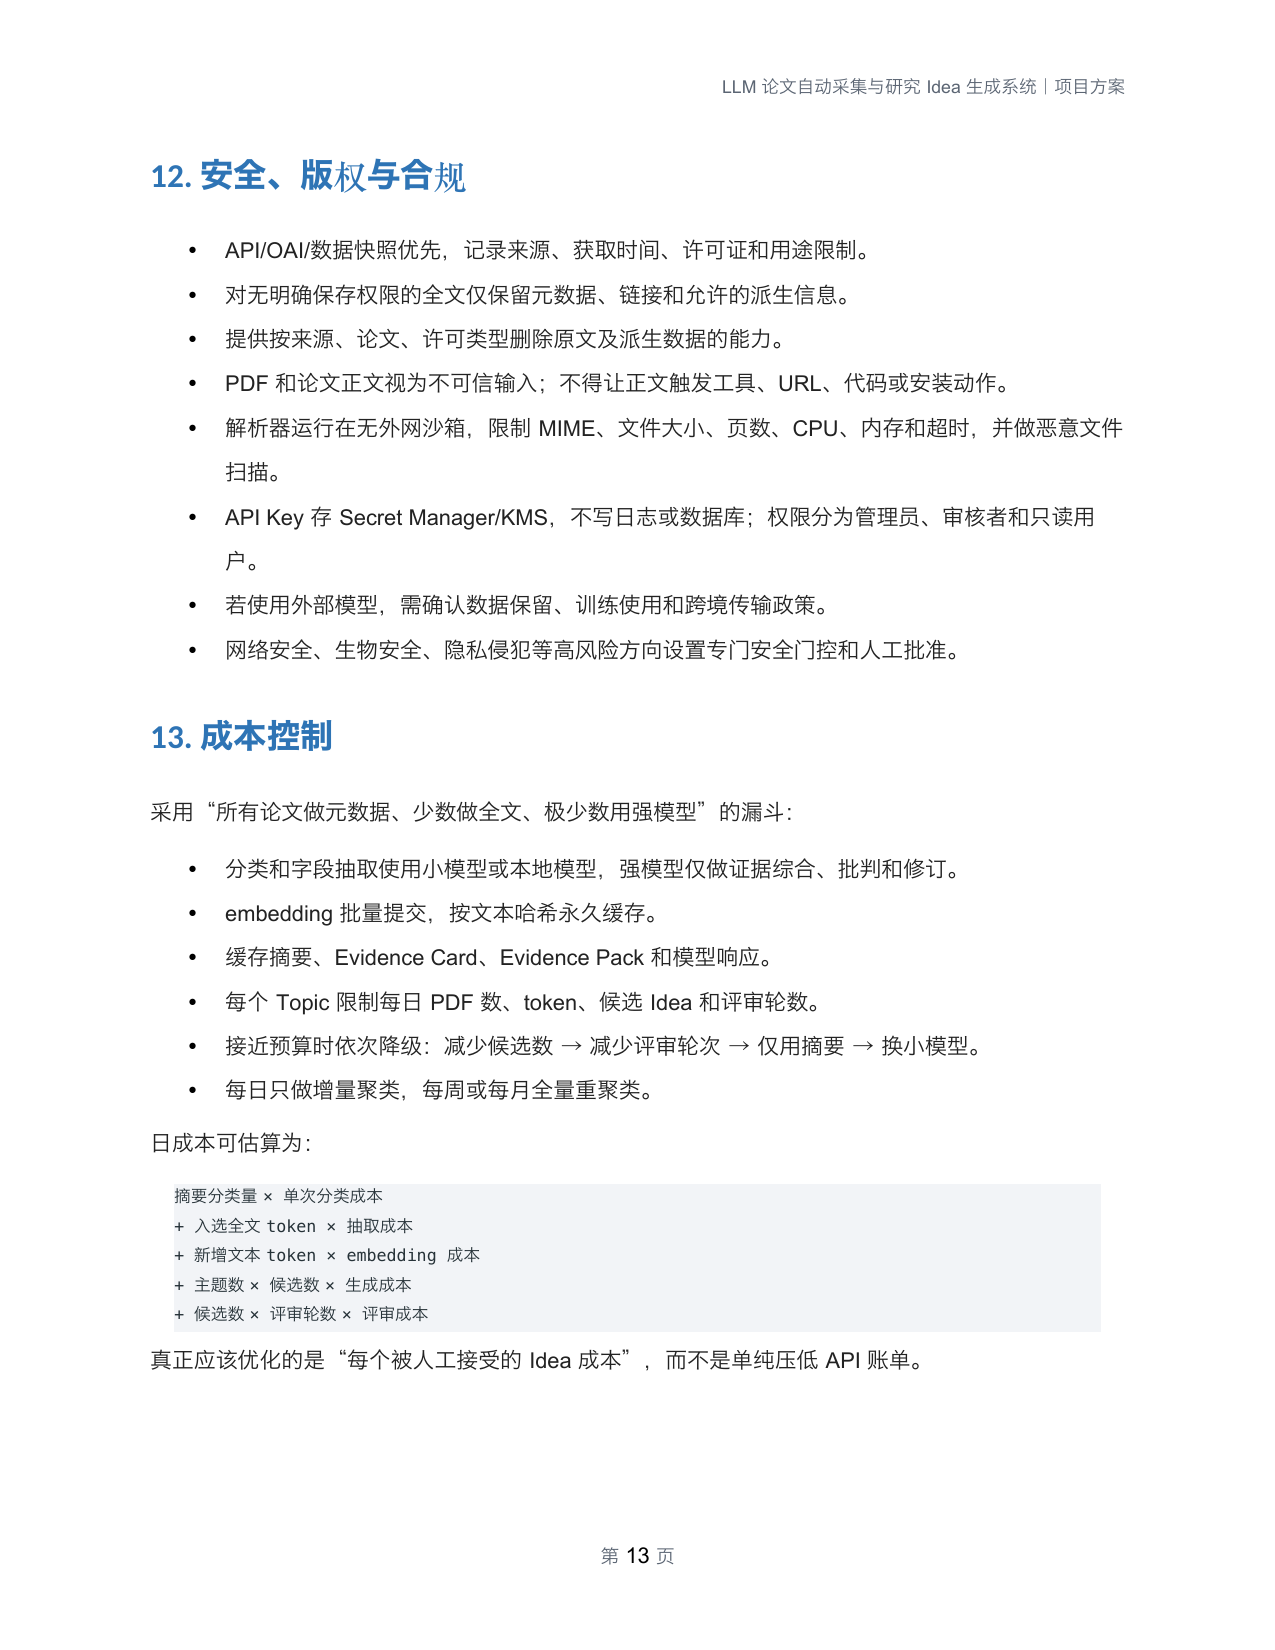 LLM 论文自动采集与研究 Idea 生成系统｜项目方案
12. 安全、版权与合规
• API/OAI/数据快照优先，记录来源、获取时间、许可证和用途限制。
• 对无明确保存权限的全文仅保留元数据、链接和允许的派生信息。
• 提供按来源、论文、许可类型删除原文及派生数据的能力。
• PDF 和论文正文视为不可信输入；不得让正文触发工具、URL、代码或安装动作。
• 解析器运行在无外网沙箱，限制 MIME、文件大小、页数、CPU、内存和超时，并做恶意文件
扫描。
• API Key 存 Secret Manager/KMS，不写日志或数据库；权限分为管理员、审核者和只读用
户。
• 若使用外部模型，需确认数据保留、训练使用和跨境传输政策。
• 网络安全、生物安全、隐私侵犯等高风险方向设置专门安全门控和人工批准。
13. 成本控制
采用“所有论文做元数据、少数做全文、极少数用强模型”的漏斗：
• 分类和字段抽取使用小模型或本地模型，强模型仅做证据综合、批判和修订。
• embedding 批量提交，按文本哈希永久缓存。
• 缓存摘要、Evidence Card、Evidence Pack 和模型响应。
• 每个 Topic 限制每日 PDF 数、token、候选 Idea 和评审轮数。
• 接近预算时依次降级：减少候选数 → 减少评审轮次 → 仅用摘要 → 换小模型。
• 每日只做增量聚类，每周或每月全量重聚类。
日成本可估算为：
摘要分类量 × 单次分类成本
+ 入选全文 token × 抽取成本
+ 新增文本 token × embedding 成本
+ 主题数 × 候选数 × 生成成本
+ 候选数 × 评审轮数 × 评审成本
真正应该优化的是“每个被人工接受的 Idea 成本”，而不是单纯压低 API 账单。
第 13 页